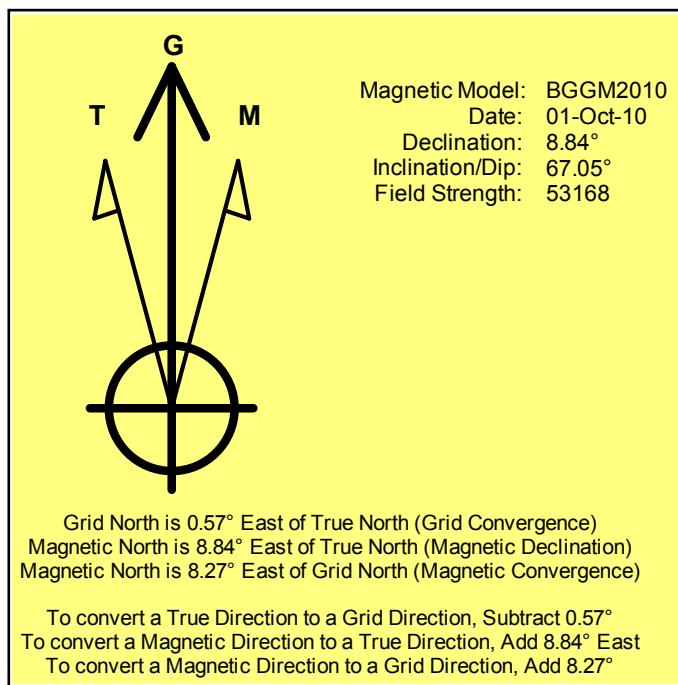 G
T M
Magnetic Model: BGGM2010
Date: 01-Oct-10
Declination: 8.84°
Inclination/Dip: 67.05°
Field Strength: 53168
Grid North is 0.57° East of True North (Grid Convergence)
Magnetic North is 8.84° East of True North (Magnetic Declination)
Magnetic North is 8.27° East of Grid North (Magnetic Convergence)
To convert a True Direction to a Grid Direction, Subtract 0.57°
To convert a Magnetic Direction to a True Direction, Add 8.84° East
To convert a Magnetic Direction to a Grid Direction, Add 8.27°